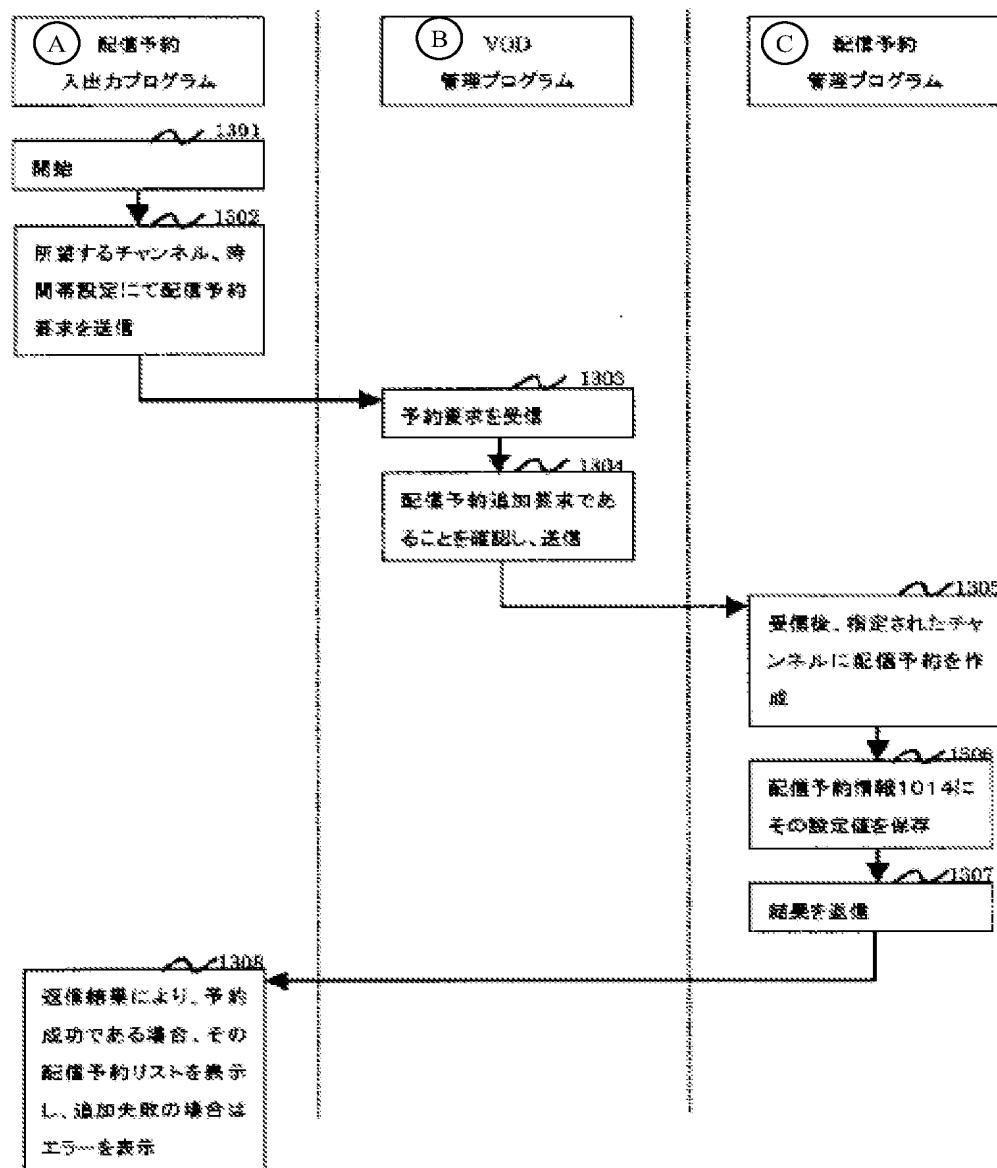 A 配信予約
入出力プログラム
B VOD
管理プログラム
C 配信予約
管理プログラム
1301
開始
1302
所望するチャンネル、時
間帯設定にて配信予約
要求を送信
1303
予約要求を受信
1304
配信予約追加要求であ
ることを確認し、送信
1305
受信後、指定されたチャ
ンネルに配信予約を作
成
1306
配信予約情報1014に
その設定値を保存
1307
結果を返信
1308
返信結果により、予約
成功である場合、その
配信予約リストを表示
し、追加失敗の場合は
エラーを表示